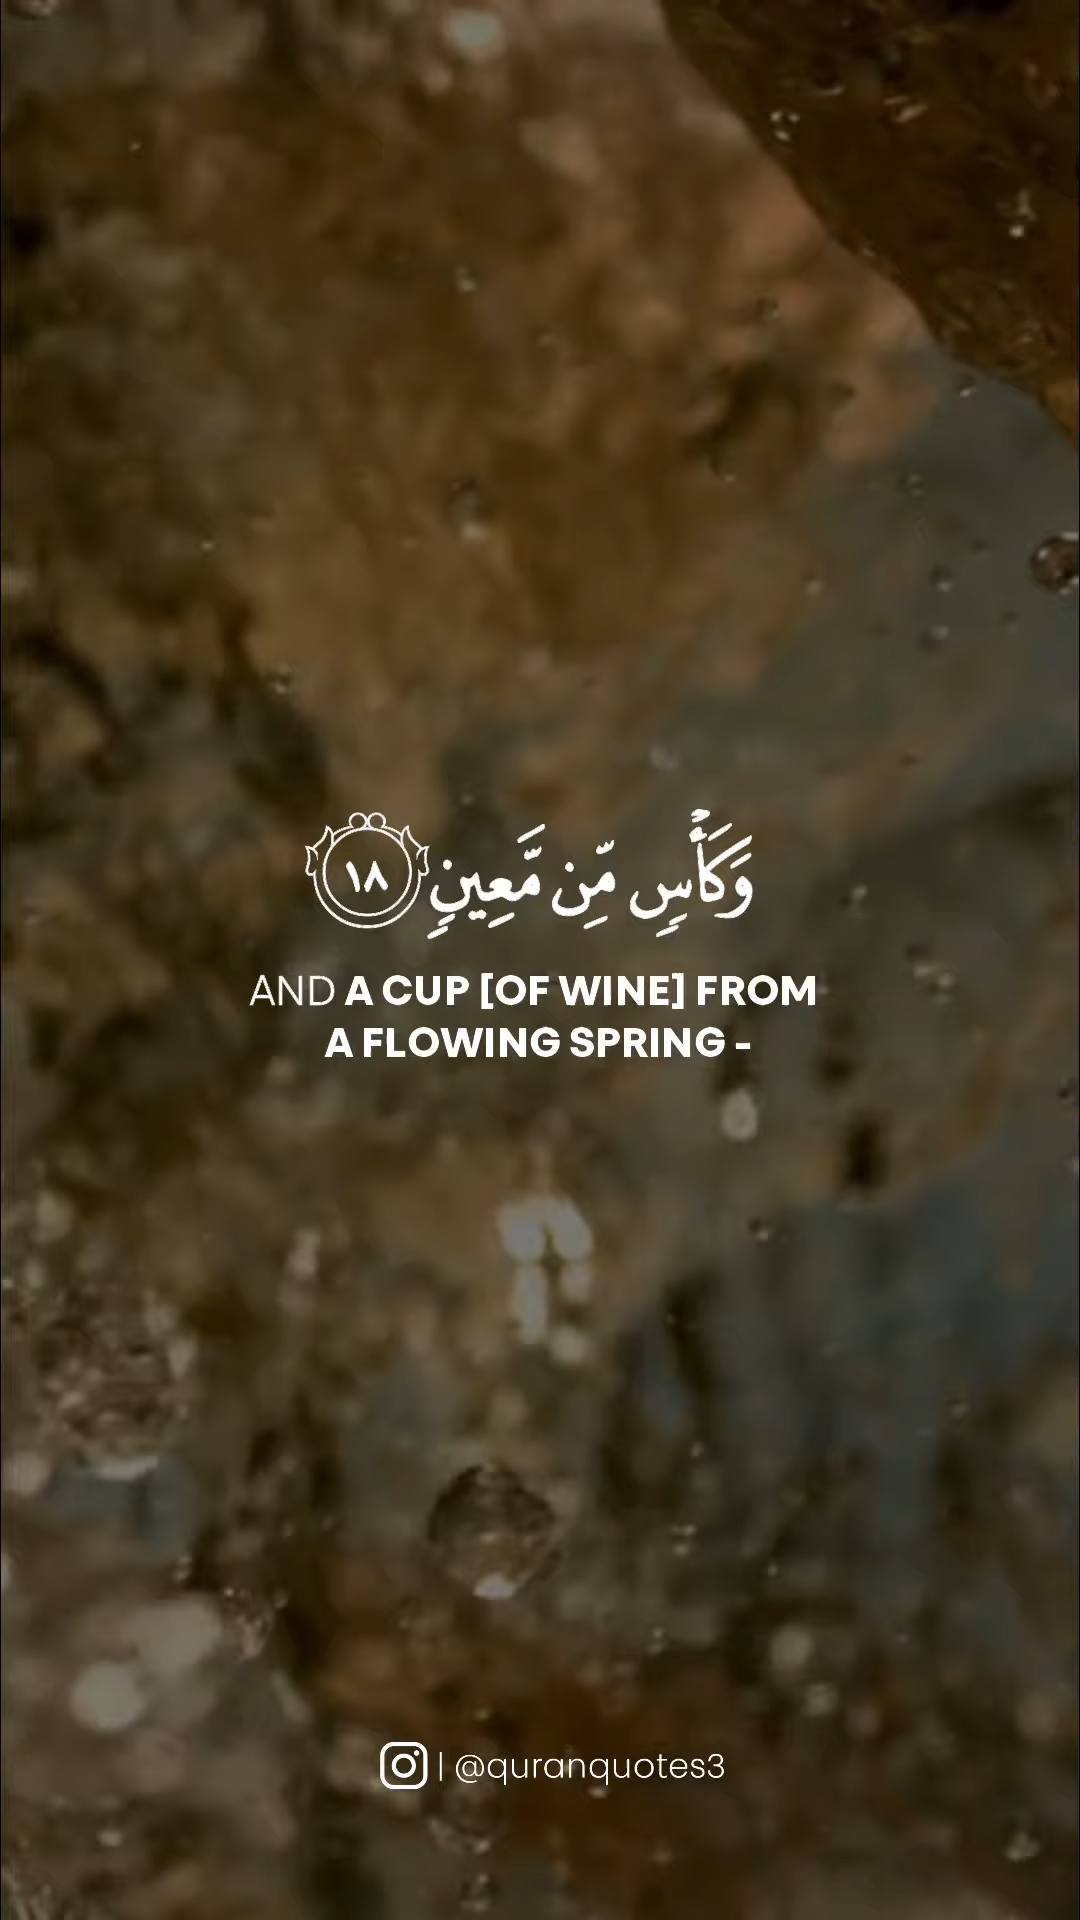 وَكَأْسٍ مِّن مَّعِينٍ ١٨
AND A CUP [OF WINE] FROM
A FLOWING SPRING -
| @quranquotes3